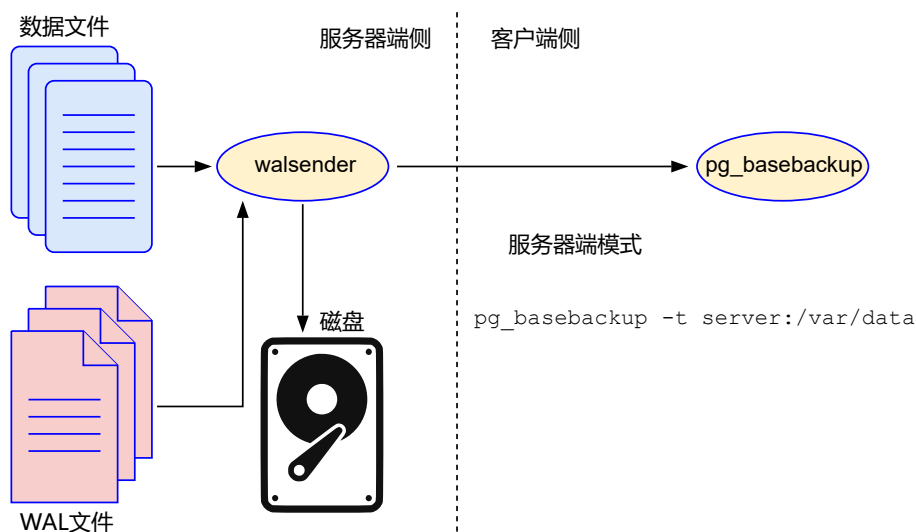 数据文件
服务器端侧
客户端侧
walsender
pg_basebackup
服务器端模式
磁盘
pg_basebackup -t server:/var/data
WAL文件